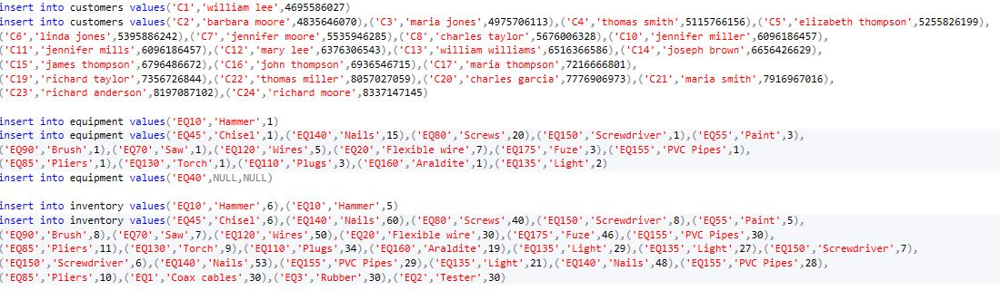 insert into customers values('C1','william lee',4695586027)
insert into customers values('C2','barbara moore',4835646070),('C3','maria jones',4975706113),('C4','thomas smith',5115766156),('C5','elizabeth thompson',5255826199),
('C6','linda jones',5395886242),('C7','jennifer moore',5535946285),('C8','charles taylor',5676006328),('C10','jennifer miller',6096186457),
('C11','jennifer mills',6096186457),('C12','mary lee',6376306543),('C13','william williams',6516366586),('C14','joseph brown',6656426629),
('C15','james thompson',6796486672),('C16','john thompson',6936546715),('C17','maria thompson',7216666801),
('C19','richard taylor',7356726844),('C22','thomas miller',8057027059),('C20','charles garcia',7776906973),('C21','maria smith',7916967016),
('C23','richard anderson',8197087102),('C24','richard moore',8337147145)
insert into equipment values('EQ10','Hammer',1)
insert into equipment values('EQ45','Chisel',1),('EQ140','Nails',15),('EQ80','Screws',20),('EQ150','Screwdriver',1),('EQ55','Paint',3),
('EQ90','Brush',1),('EQ70','Saw',1),('EQ120','Wires',5),('EQ20','Flexible wire',7),('EQ175','Fuze',3),('EQ155','PVC Pipes',1),
('EQ85','Pliers',1),('EQ130','Torch',1),('EQ110','Plugs',3),('EQ160','Araldite',1),('EQ135','Light',2)
insert into equipment values('EQ40',NULL,NULL)
insert into inventory values('EQ10','Hammer',6),('EQ10','Hammer',5)
insert into inventory values('EQ45','Chisel',6),('EQ140','Nails',60),('EQ80','Screws',40),('EQ150','Screwdriver',8),('EQ55','Paint',5),
('EQ90','Brush',8),('EQ70','Saw',7),('EQ120','Wires',50),('EQ20','Flexible wire',30),('EQ175','Fuze',46),('EQ155','PVC Pipes',30),
('EQ85','Pliers',11),('EQ130','Torch',9),('EQ110','Plugs',34),('EQ160','Araldite',19),('EQ135','Light',29),('EQ135','Light',27),('EQ150','Screwdriver',7),
('EQ150','Screwdriver',6),('EQ140','Nails',53),('EQ155','PVC Pipes',29),('EQ135','Light',21),('EQ140','Nails',48),('EQ155','PVC Pipes',28),
('EQ85','Pliers',10),('EQ1','Coax cables',30),('EQ3','Rubber',30),('EQ2','Tester',30)